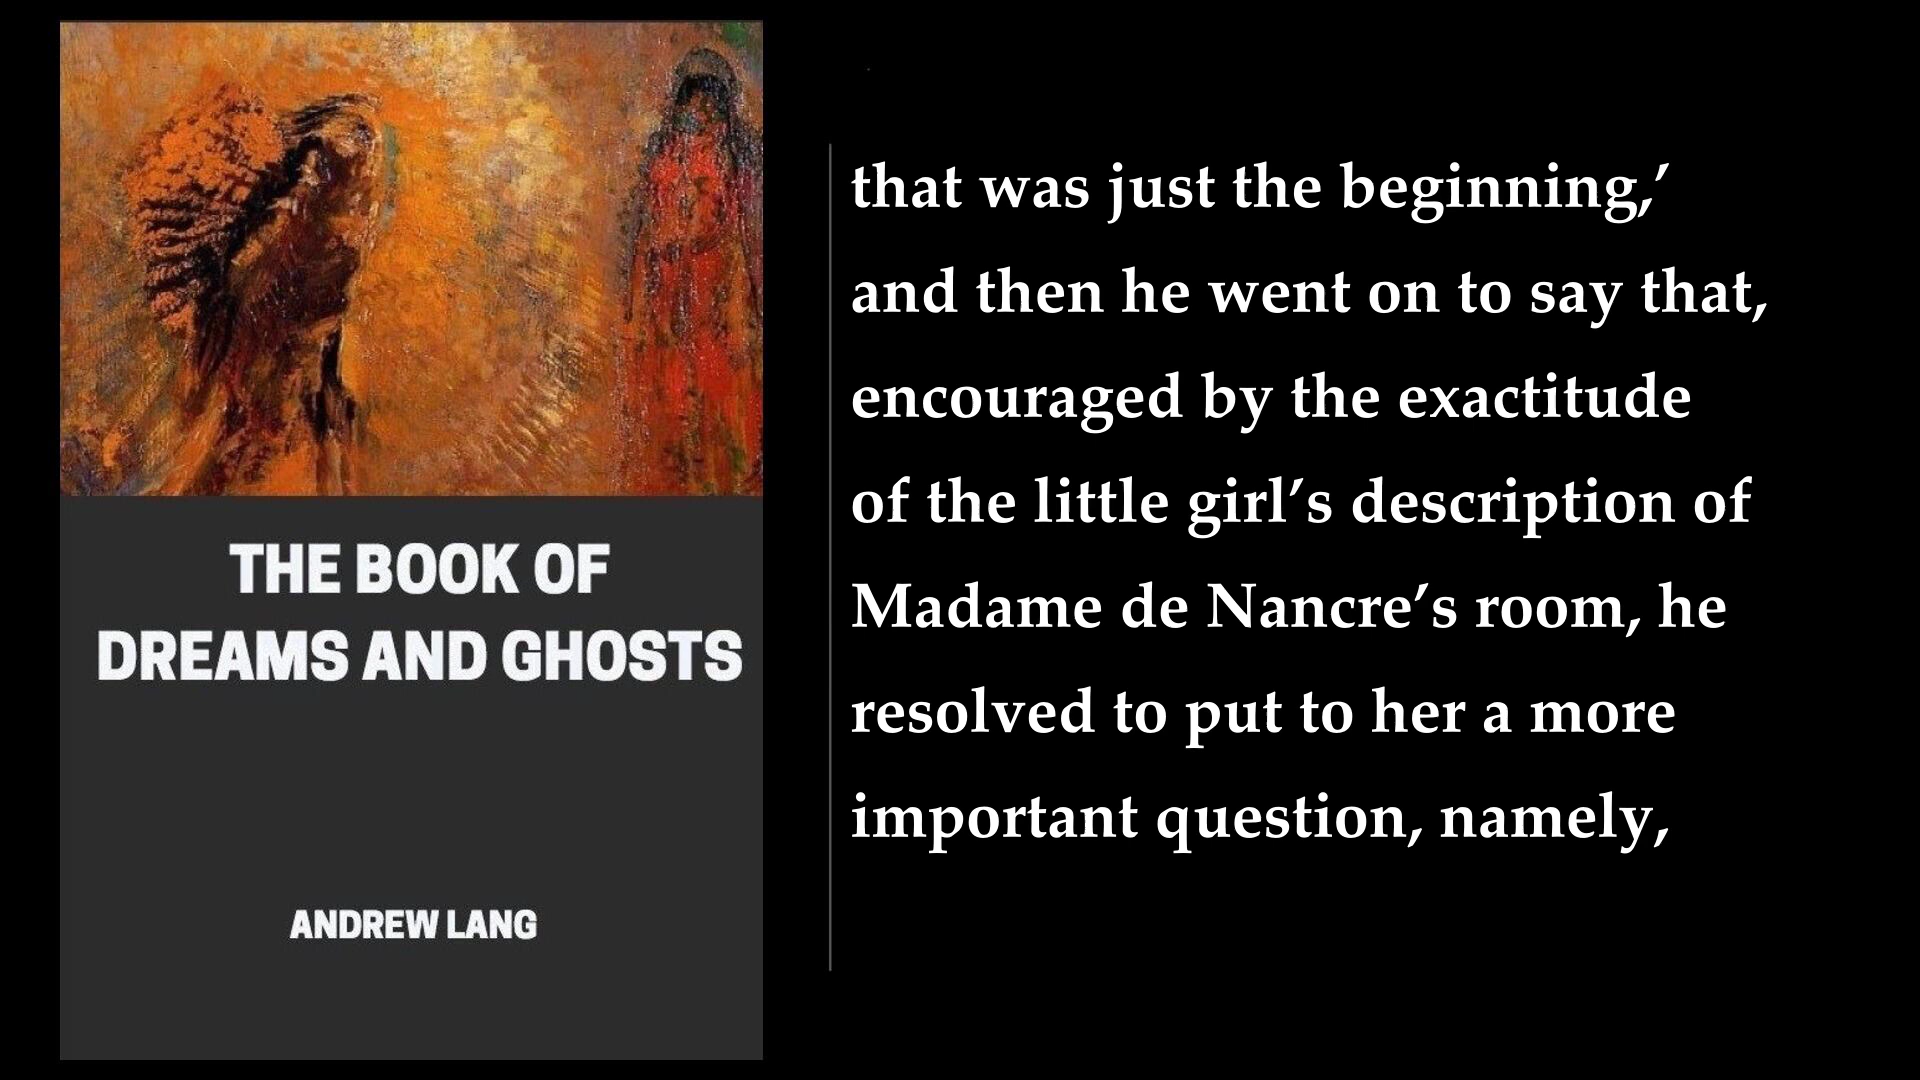 THE BOOK OF
DREAMS AND GHOSTS
ANDREW LANG
that was just the beginning,’
and then he went on to say that,
encouraged by the exactitude
of the little girl’s description of
Madame de Nancre’s room, he
resolved to put to her a more
important question, namely,